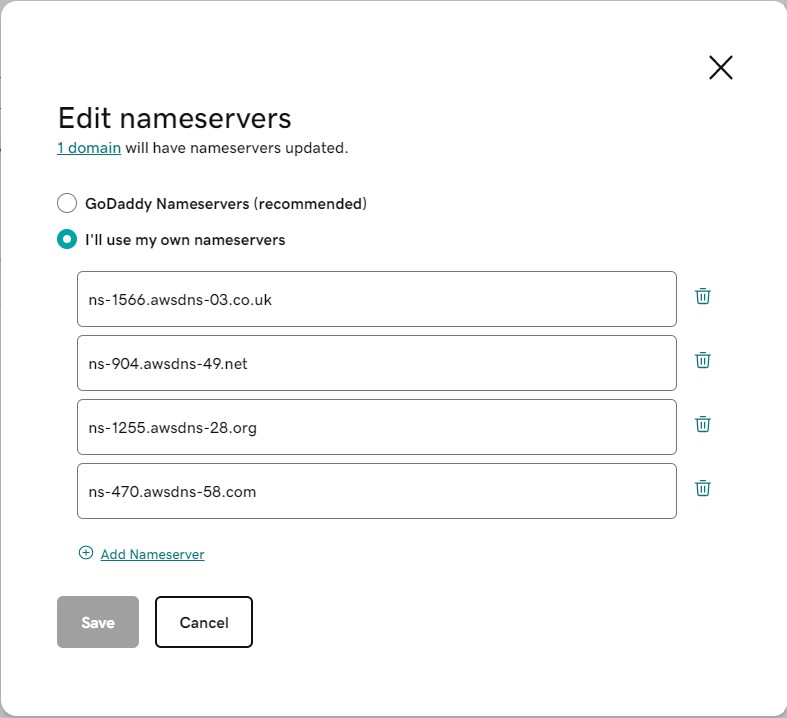 Edit nameservers
1 domain will have nameservers updated.
GoDaddy Nameservers (recommended)
I'll use my own nameservers
ns-1566.awsdns-03.co.uk
ns-904.awsdns-49.net
ns-1255.awsdns-28.org
ns-470.awsdns-58.com
Add Nameserver
Save Cancel